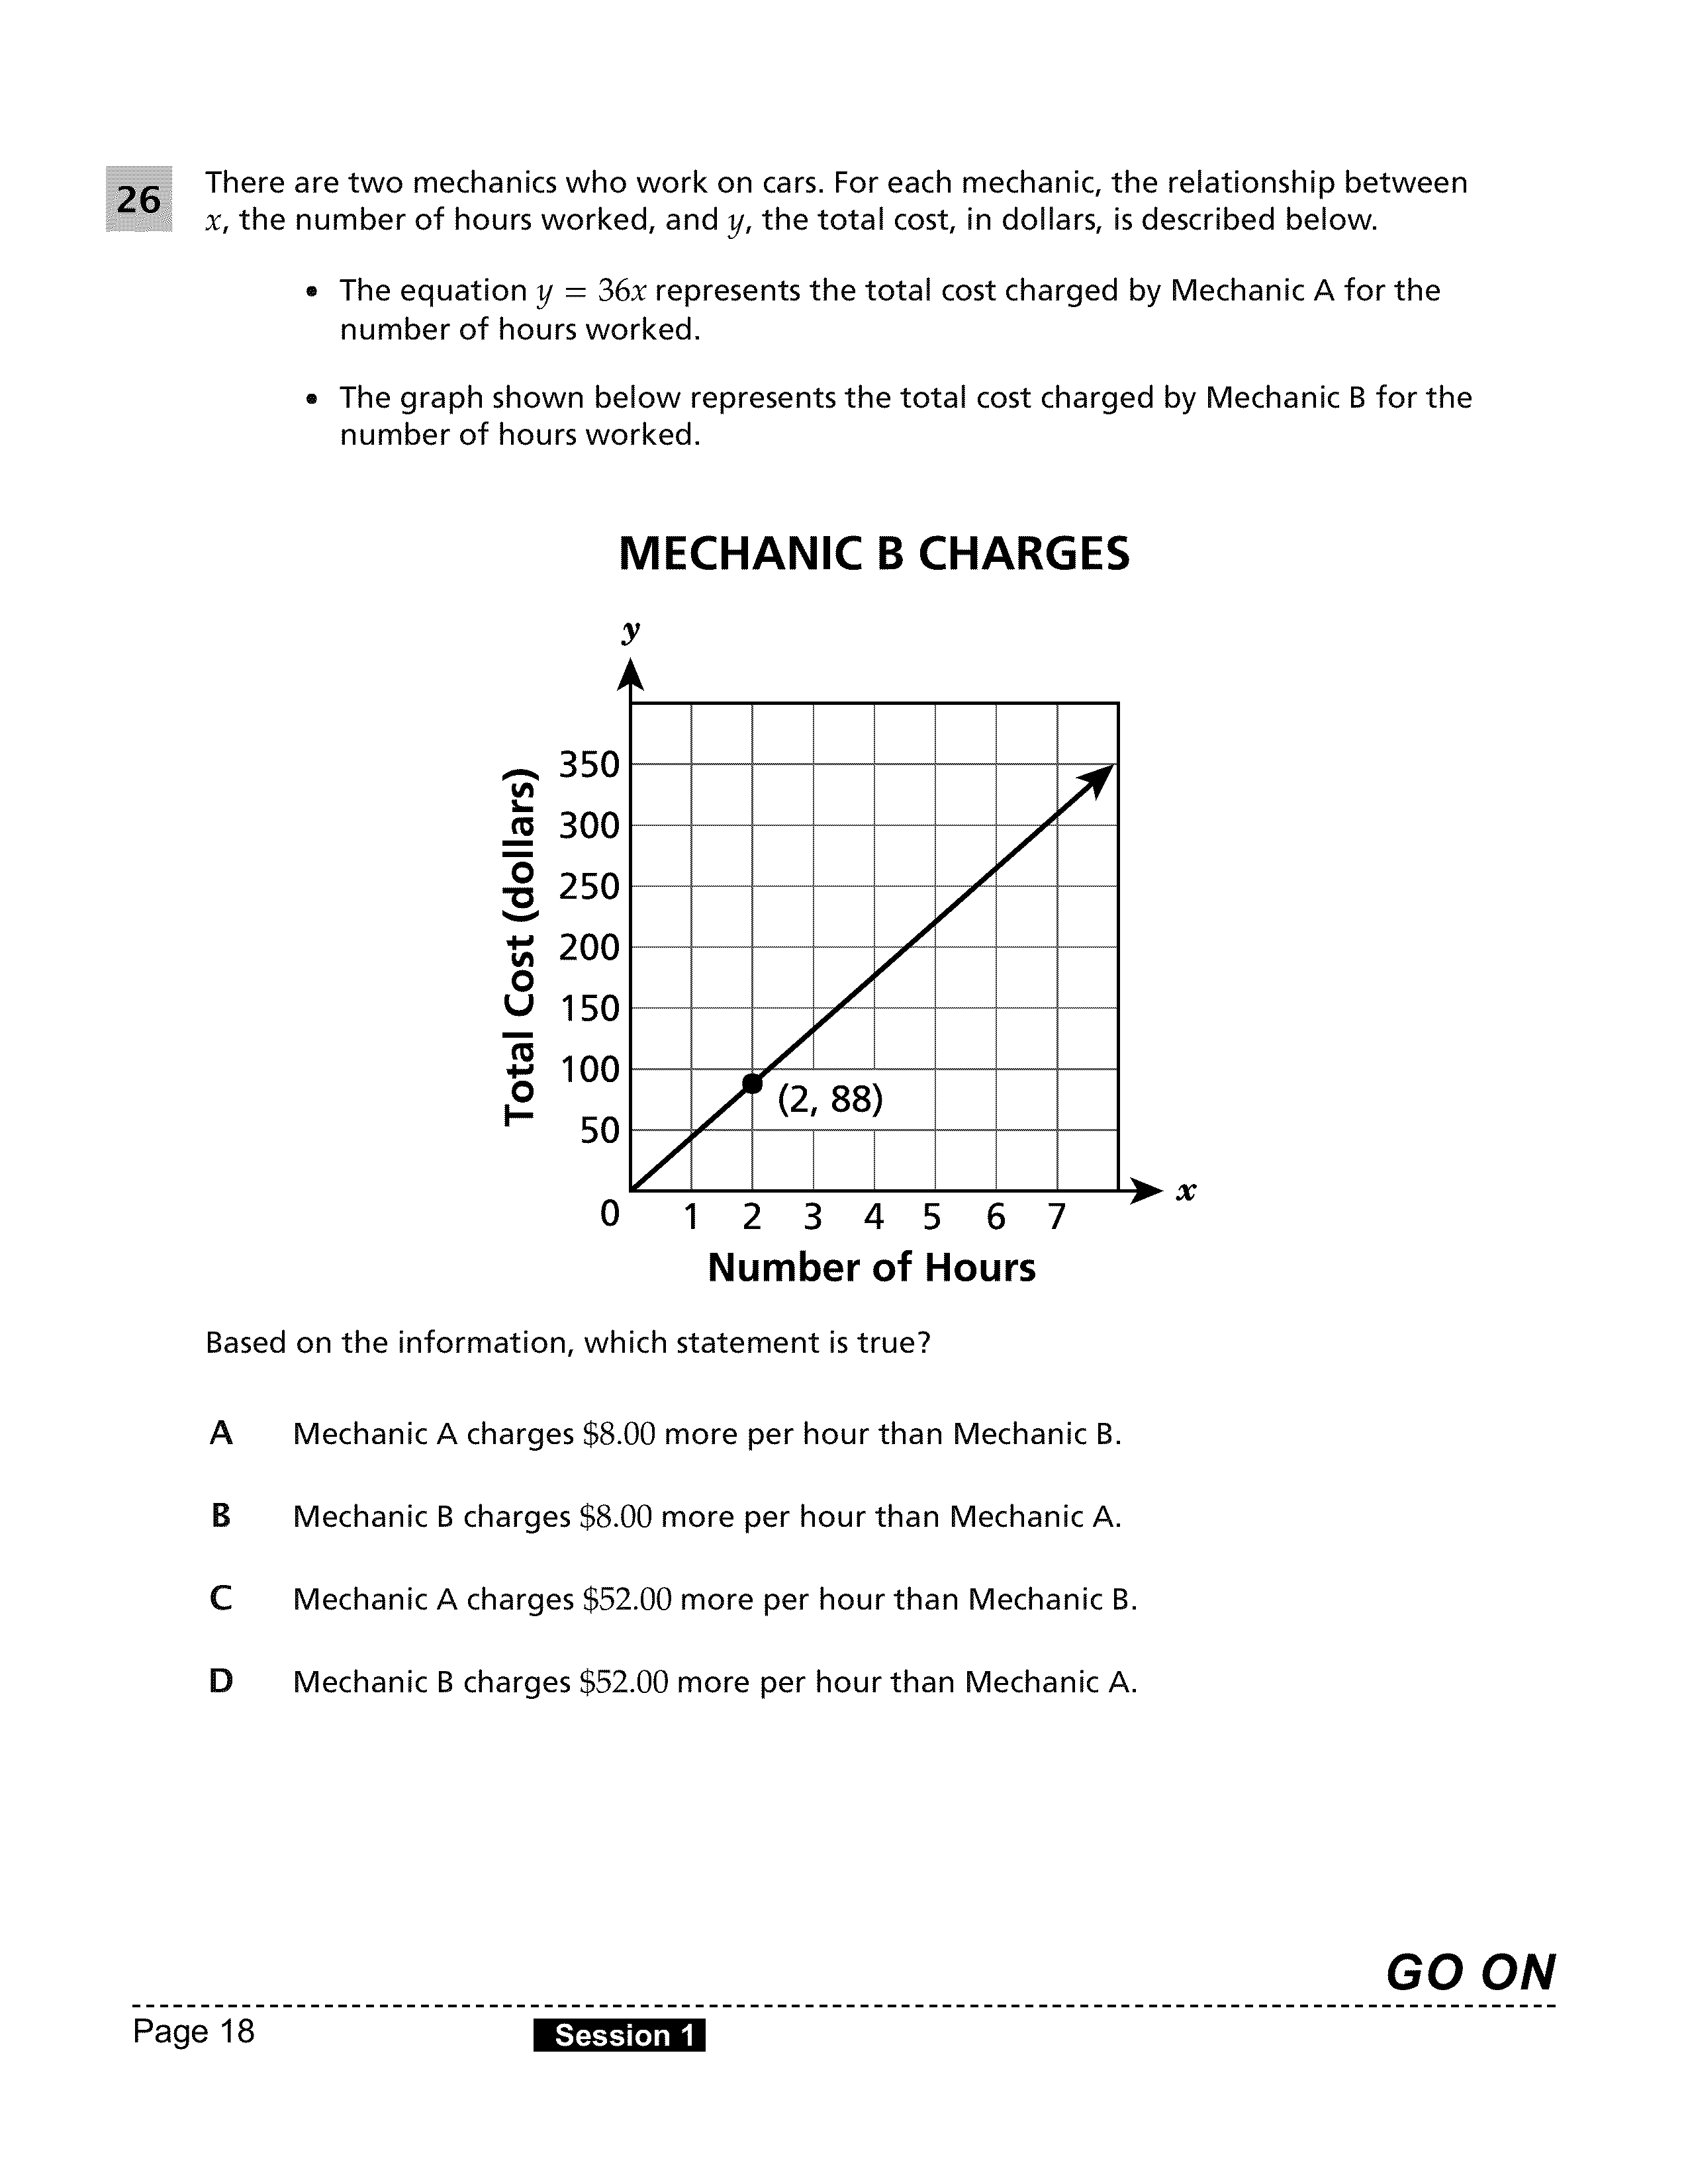 26
There are two mechanics who work on cars. For each mechanic, the relationship between
x, the number of hours worked, and y, the total cost, in dollars, is described below.
• The equation y = 36x represents the total cost charged by Mechanic A for the
number of hours worked.
• The graph shown below represents the total cost charged by Mechanic B for the
number of hours worked.
MECHANIC B CHARGES
y
Total Cost (dollars)
350
300
250
200
150
100
50
0
(2, 88)
1 2 3 4 5 6 7
x
Number of Hours
Based on the information, which statement is true?
A Mechanic A charges $8.00 more per hour than Mechanic B.
B Mechanic B charges $8.00 more per hour than Mechanic A.
C Mechanic A charges $52.00 more per hour than Mechanic B.
D Mechanic B charges $52.00 more per hour than Mechanic A.
GO ON
Page 18
Session 1